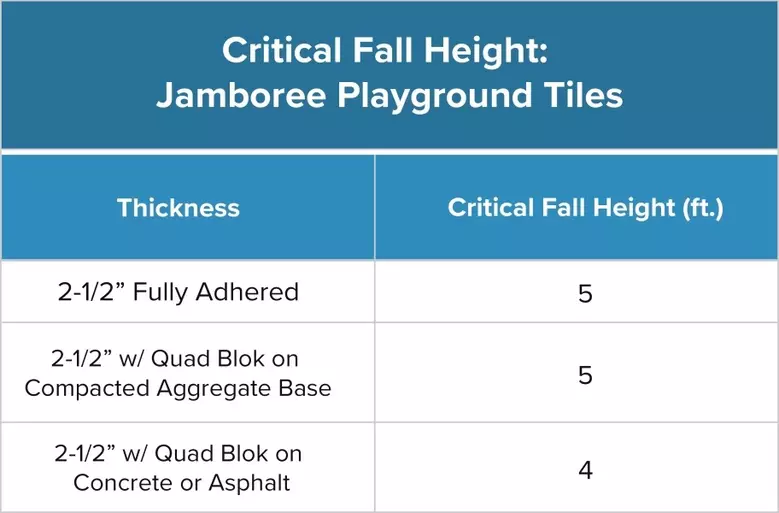 Critical Fall Height:
Jamboree Playground Tiles
Thickness
Critical Fall Height (ft.)
2-1/2” Fully Adhered
5
2-1/2” w/ Quad Blok on
Compacted Aggregate Base
5
2-1/2” w/ Quad Blok on
Concrete or Asphalt
4